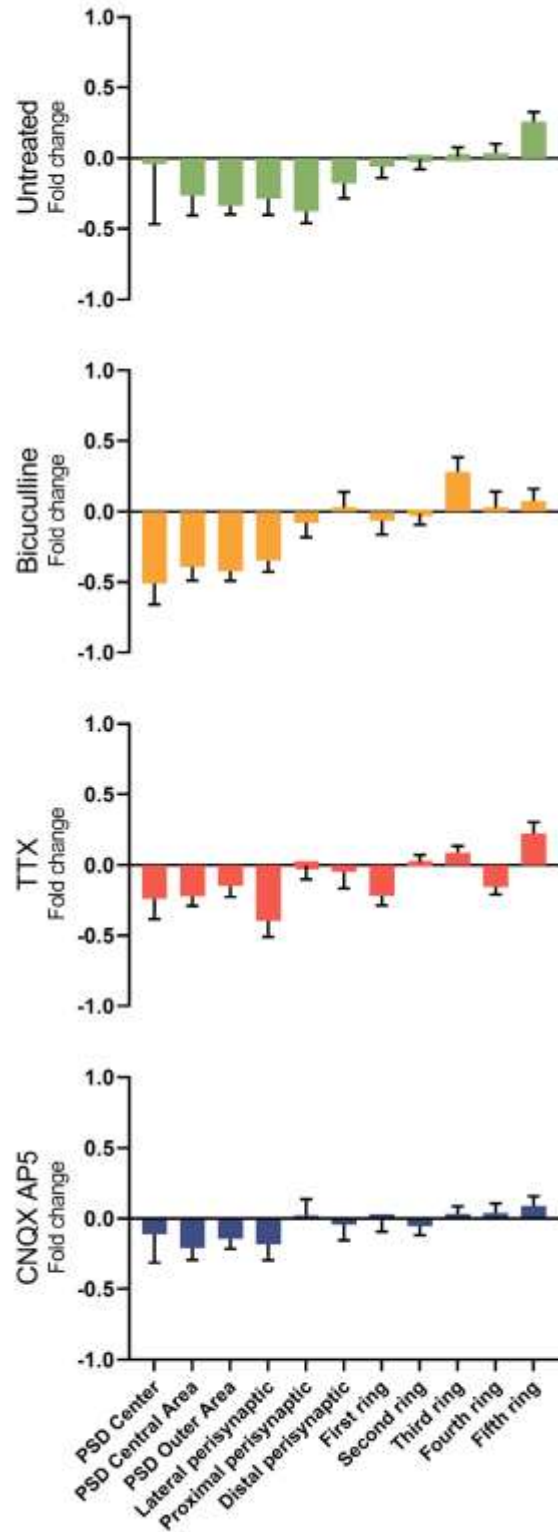 Untreated
Fold change
1.0
0.5
0.0
-0.5
-1.0
Bicuculline
Fold change
1.0
0.5
0.0
-0.5
-1.0
TTX
Fold change
1.0
0.5
0.0
-0.5
-1.0
CNQX AP5
Fold change
1.0
0.5
0.0
-0.5
-1.0
PSD Center
PSD Central Area
PSD Outer Area
Lateral perisynaptic
Proximal perisynaptic
Distal perisynaptic
First ring
Second ring
Third ring
Fourth ring
Fifth ring